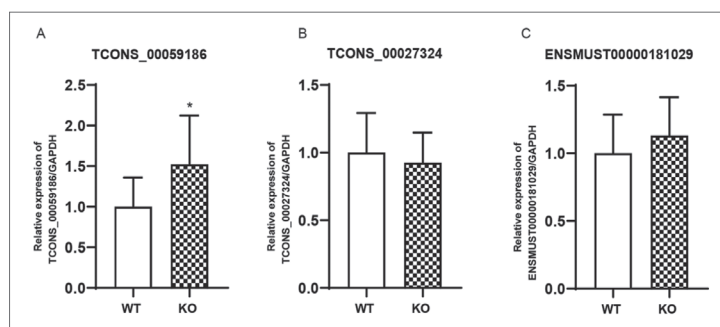 A
TCONS_00059186
Relative expression of
TCONS_00059186/GAPDH
2.5
2.0
1.5
1.0
0.5
0.0
*
WT
KO
B
TCONS_00027324
Relative expression of
TCONS_00027324/GAPDH
1.5
1.0
0.5
0.0
WT
KO
C
ENSMUST00000181029
Relative expression of
ENSMUST00000181029/GAPDH
1.5
1.0
0.5
0.0
WT
KO